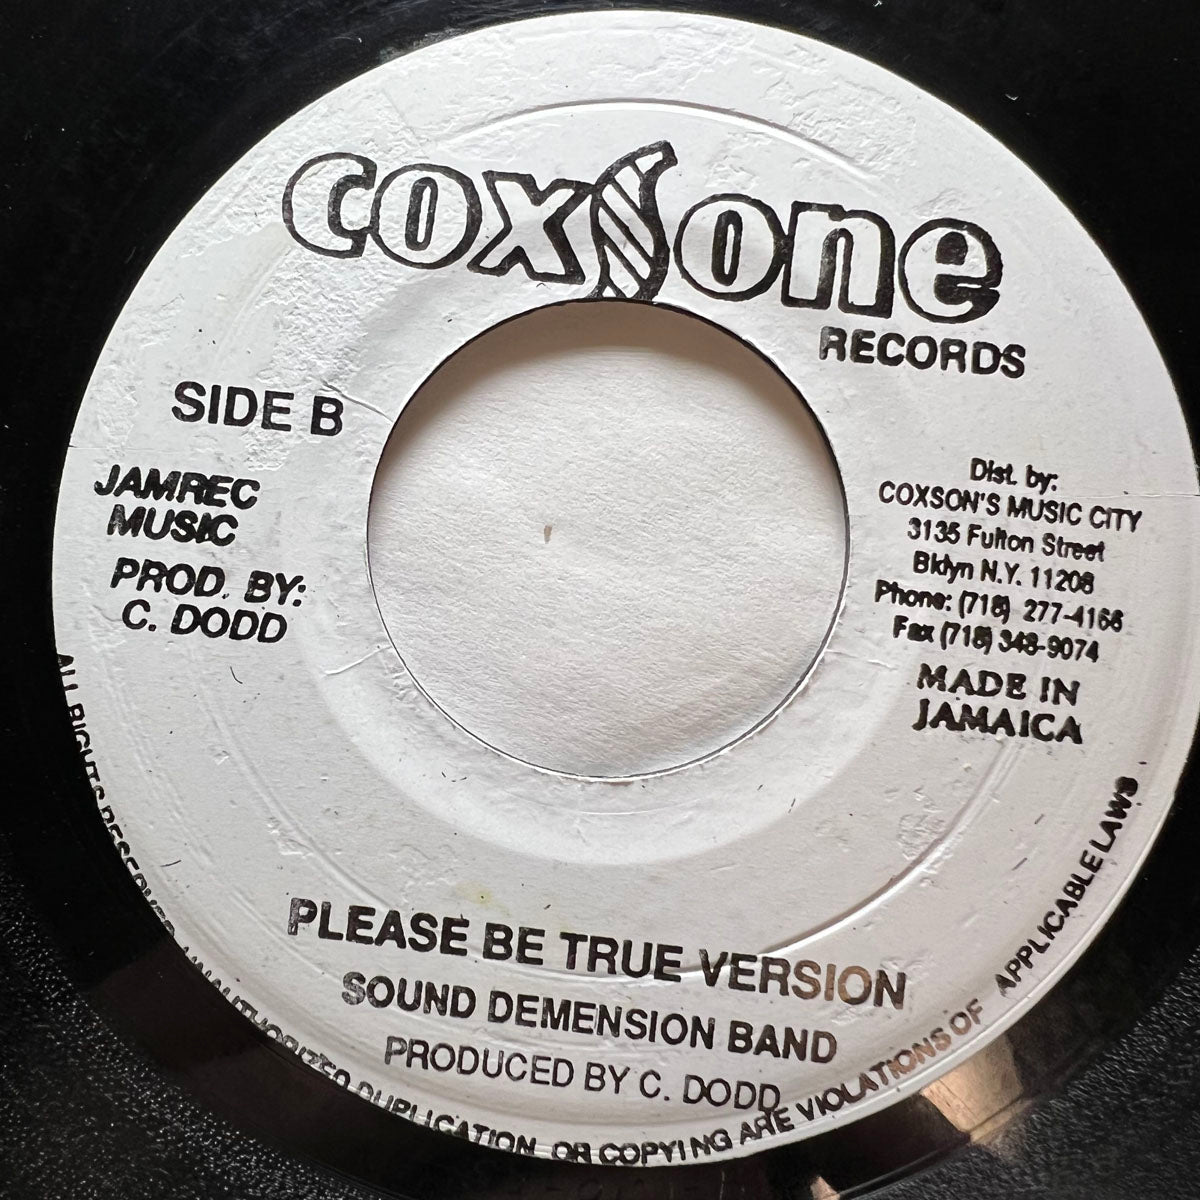 coxsone
RECORDS
SIDE B
JAMREC
MUSIC
PROD. BY:
C. DODD
Dist. by:
COXSON'S MUSIC CITY
3135 Fulton Street
Bklyn N.Y. 11208
Phone: (718) 277-4166
Fax (718) 348-9074
MADE IN
JAMAICA
PLEASE BE TRUE VERSION
SOUND DEMENSION BAND
PRODUCED BY C. DODD
ALL RIGHTS RESERVED UNAUTHORIZED DUPLICATION OR COPYING ARE VIOLATIONS OF APPLICABLE LAWS